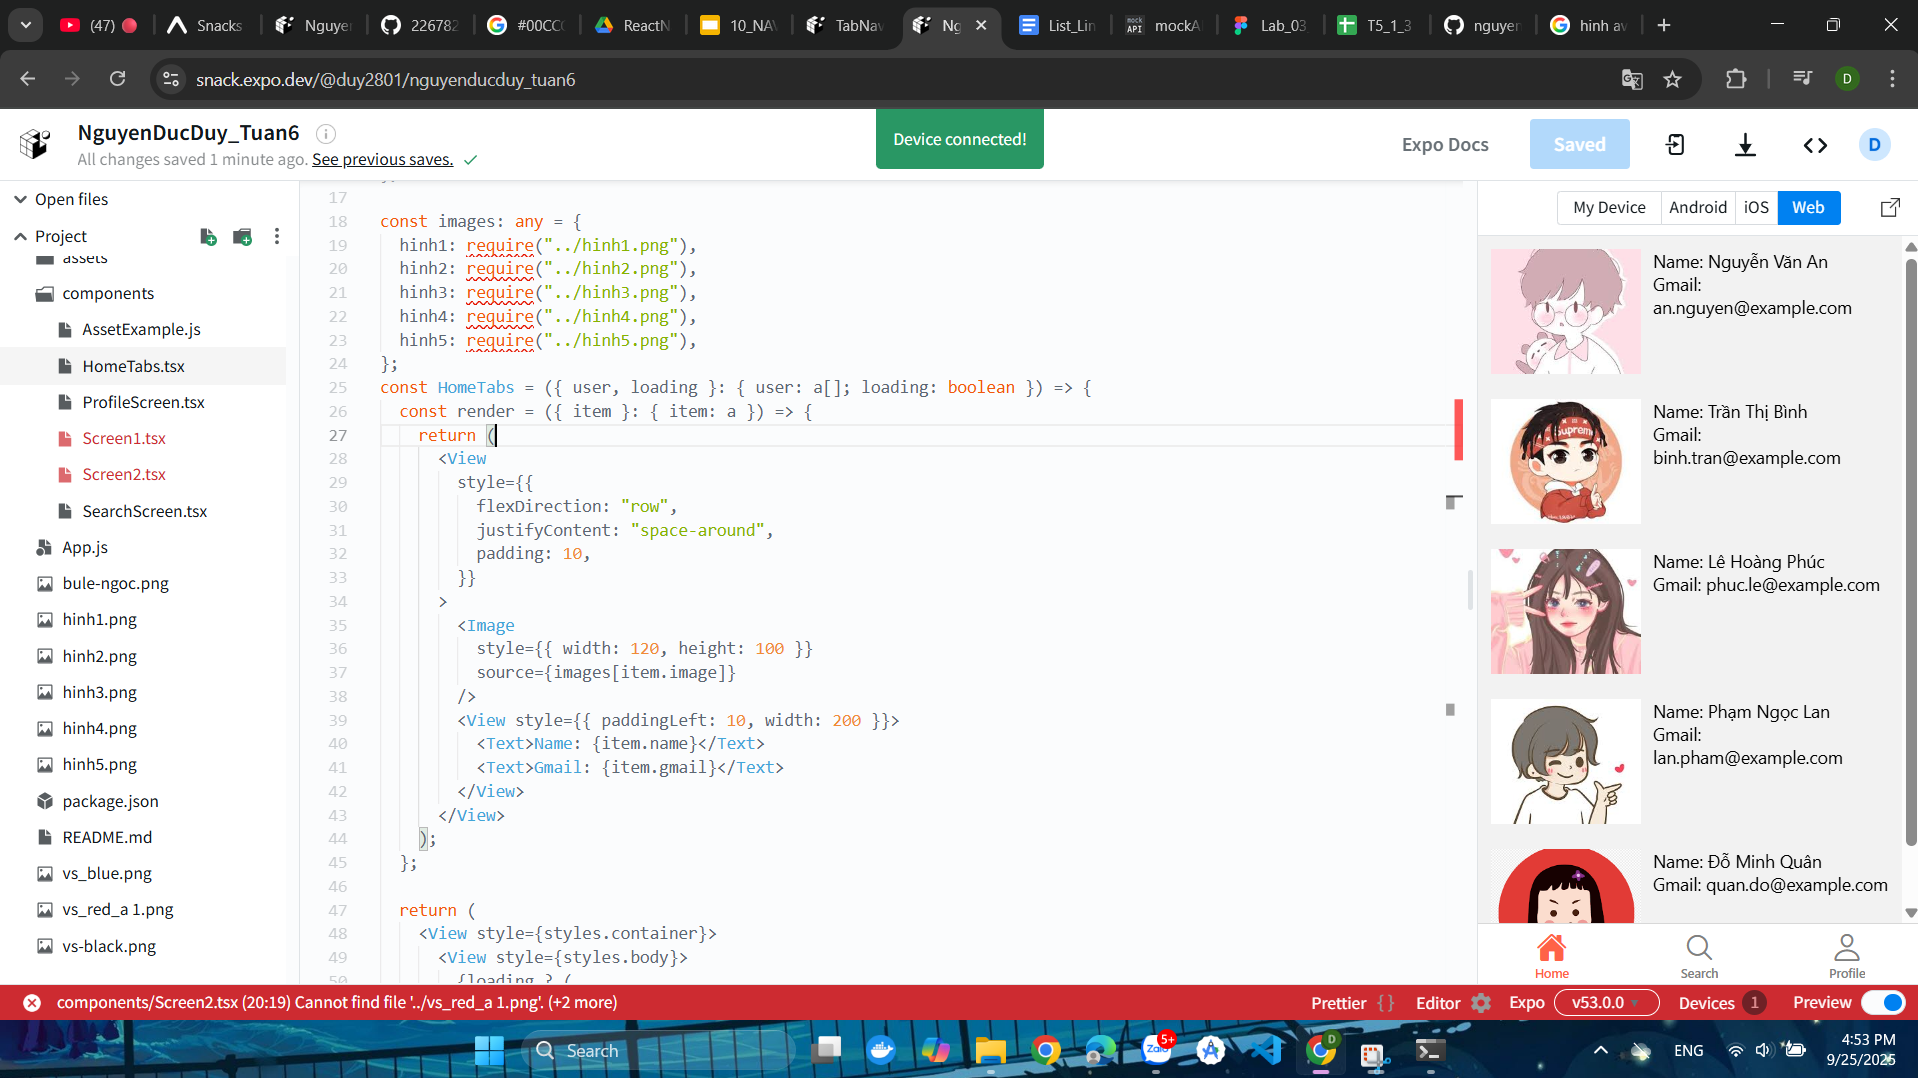 (47)
Snacks
Nguyen
226782
#00CC0
ReactN
10_NAV
TabNav
Ng
List_Lin
mockA
Lab_03
T5_1_3
nguyen
hinh av
snack.expo.dev/@duy2801/nguyenducduy_tuan6
D
NguyenDucDuy_Tuan6
All changes saved 1 minute ago. See previous saves.
Device connected!
Expo Docs
Saved
D
Open files
Project
assets
components
AssetExample.js
HomeTabs.tsx
ProfileScreen.tsx
Screen1.tsx
Screen2.tsx
SearchScreen.tsx
App.js
bule-ngoc.png
hinh1.png
hinh2.png
hinh3.png
hinh4.png
hinh5.png
package.json
README.md
vs_blue.png
vs_red_a 1.png
vs-black.png
17
18 const images: any = {
19 hinh1: require("../hinh1.png"),
20 hinh2: require("../hinh2.png"),
21 hinh3: require("../hinh3.png"),
22 hinh4: require("../hinh4.png"),
23 hinh5: require("../hinh5.png"),
24 };
25 const HomeTabs = ({ user, loading }: { user: a[]; loading: boolean }) => {
26 const render = ({ item }: { item: a }) => {
27 return (
28 <View
29 style={{
30 flexDirection: "row",
31 justifyContent: "space-around",
32 padding: 10,
33 }}
34 >
35 <Image
36 style={{ width: 120, height: 100 }}
37 source={images[item.image]}
38 />
39 <View style={{ paddingLeft: 10, width: 200 }}>
40 <Text>Name: {item.name}</Text>
41 <Text>Gmail: {item.gmail}</Text>
42 </View>
43 </View>
44 );
45 };
46
47 return (
48 <View style={styles.container}>
49 <View style={styles.body}>
50 {loading ? (
My Device
Android
iOS
Web
Name: Nguyễn Văn An
Gmail:
an.nguyen@example.com
Supreme
Name: Trần Thị Bình
Gmail:
binh.tran@example.com
Name: Lê Hoàng Phúc
Gmail: phuc.le@example.com
Name: Phạm Ngọc Lan
Gmail:
lan.pham@example.com
Name: Đỗ Minh Quân
Gmail: quan.do@example.com
Home
Search
Profile
components/Screen2.tsx (20:19) Cannot find file '../vs_red_a 1.png'. (+2 more)
Prettier { }
Editor
Expo
v53.0.0
Devices 1
Preview
Search
Zalo
5+
D
ENG
4:53 PM
9/25/2025